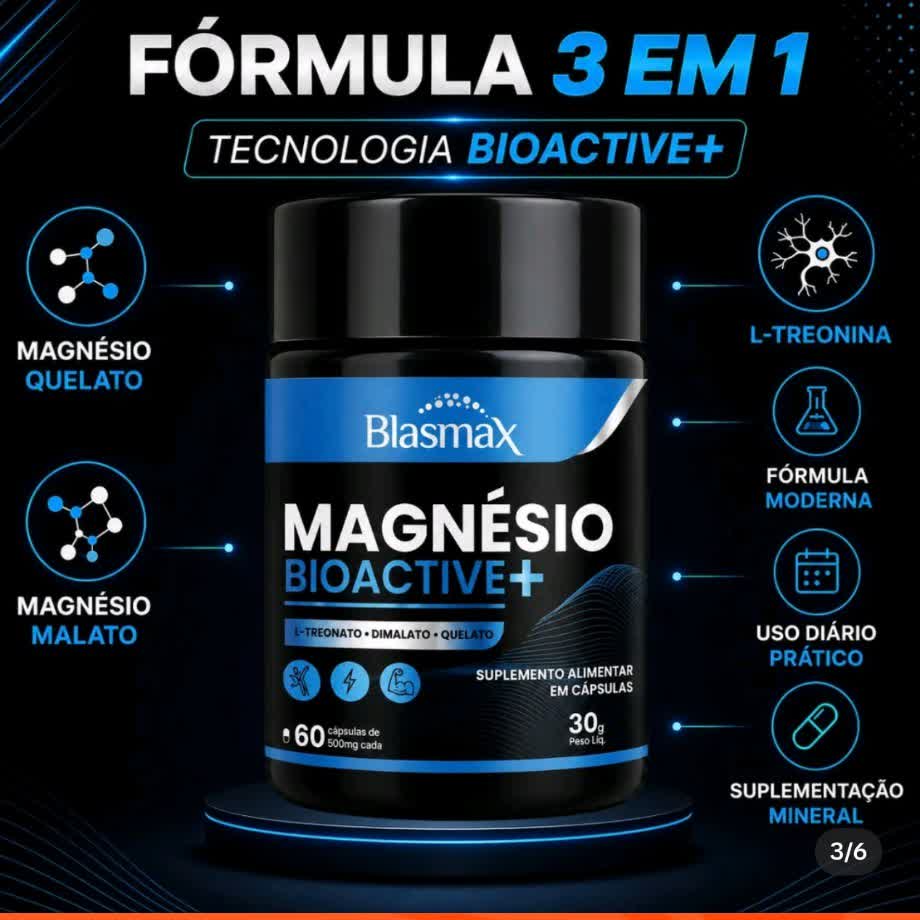 FÓRMULA 3 EM 1
TECNOLOGIA BIOACTIVE+
MAGNÉSIO
QUELATO
MAGNÉSIO
MALATO
Blasmax
MAGNÉSIO
BIOACTIVE+
L-TREONATO • DIMALATO • QUELATO
SUPLEMENTO ALIMENTAR
EM CÁPSULAS
60 cápsulas de
500mg cada
30g
Peso Líq.
L-TREONINA
FÓRMULA
MODERNA
USO DIÁRIO
PRÁTICO
SUPLEMENTAÇÃO
MINERAL
3/6